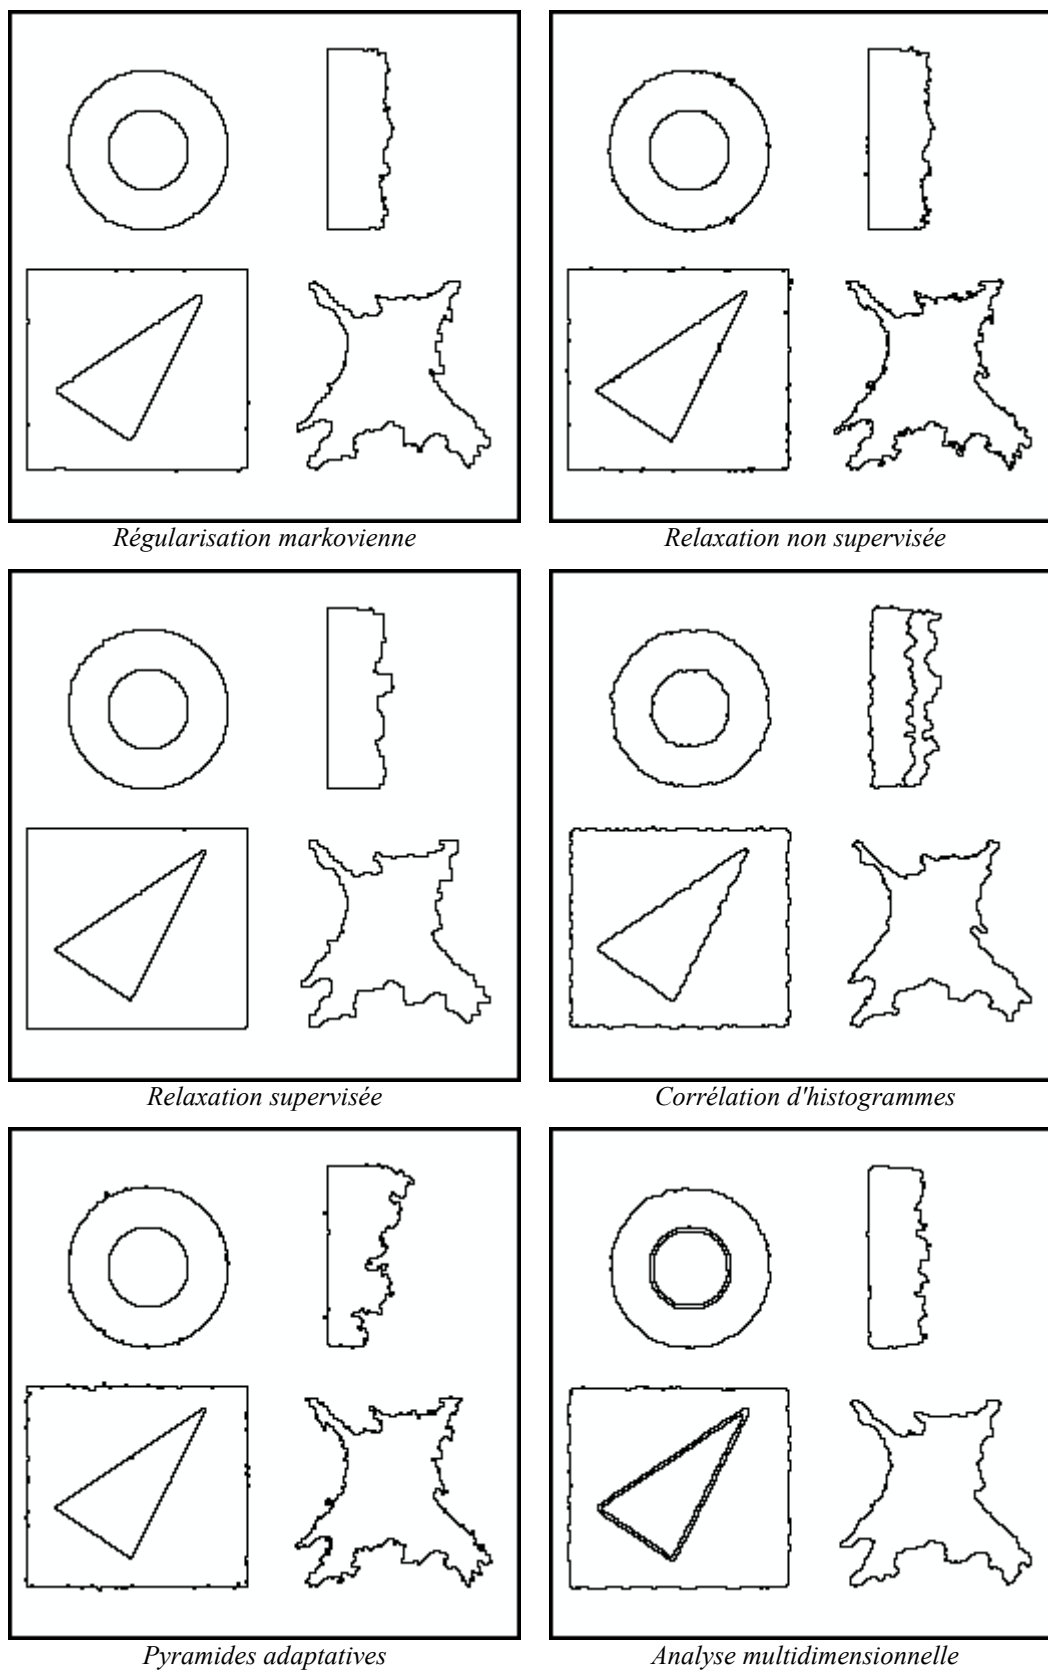 Régularisation markovienne
Relaxation non supervisée
Relaxation supervisée
Corrélation d'histogrammes
Pyramides adaptatives
Analyse multidimensionnelle